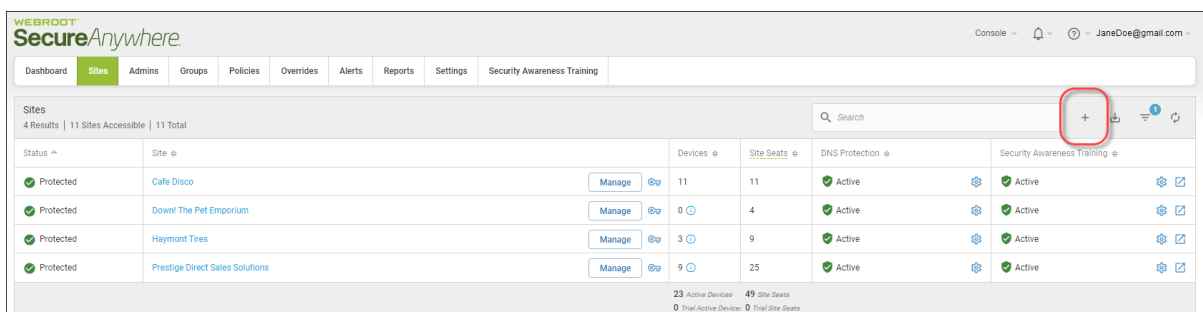 WEBROOT
SecureAnywhere.
Console
JaneDoe@gmail.com
Dashboard Sites Admins Groups Policies Overrides Alerts Reports Settings Security Awareness Training
Sites
4 Results | 11 Sites Accessible | 11 Total
Search
1
Status Site Devices Site Seats DNS Protection Security Awareness Training
Protected Cafe Disco Manage 11 11 Active Active
Protected Down! The Pet Emporium Manage 0 4 Active Active
Protected Haymont Tires Manage 3 9 Active Active
Protected Prestige Direct Sales Solutions Manage 9 25 Active Active
23 Active Devices 49 Site Seats
0 Trial Active Devices 0 Trial Site Seats